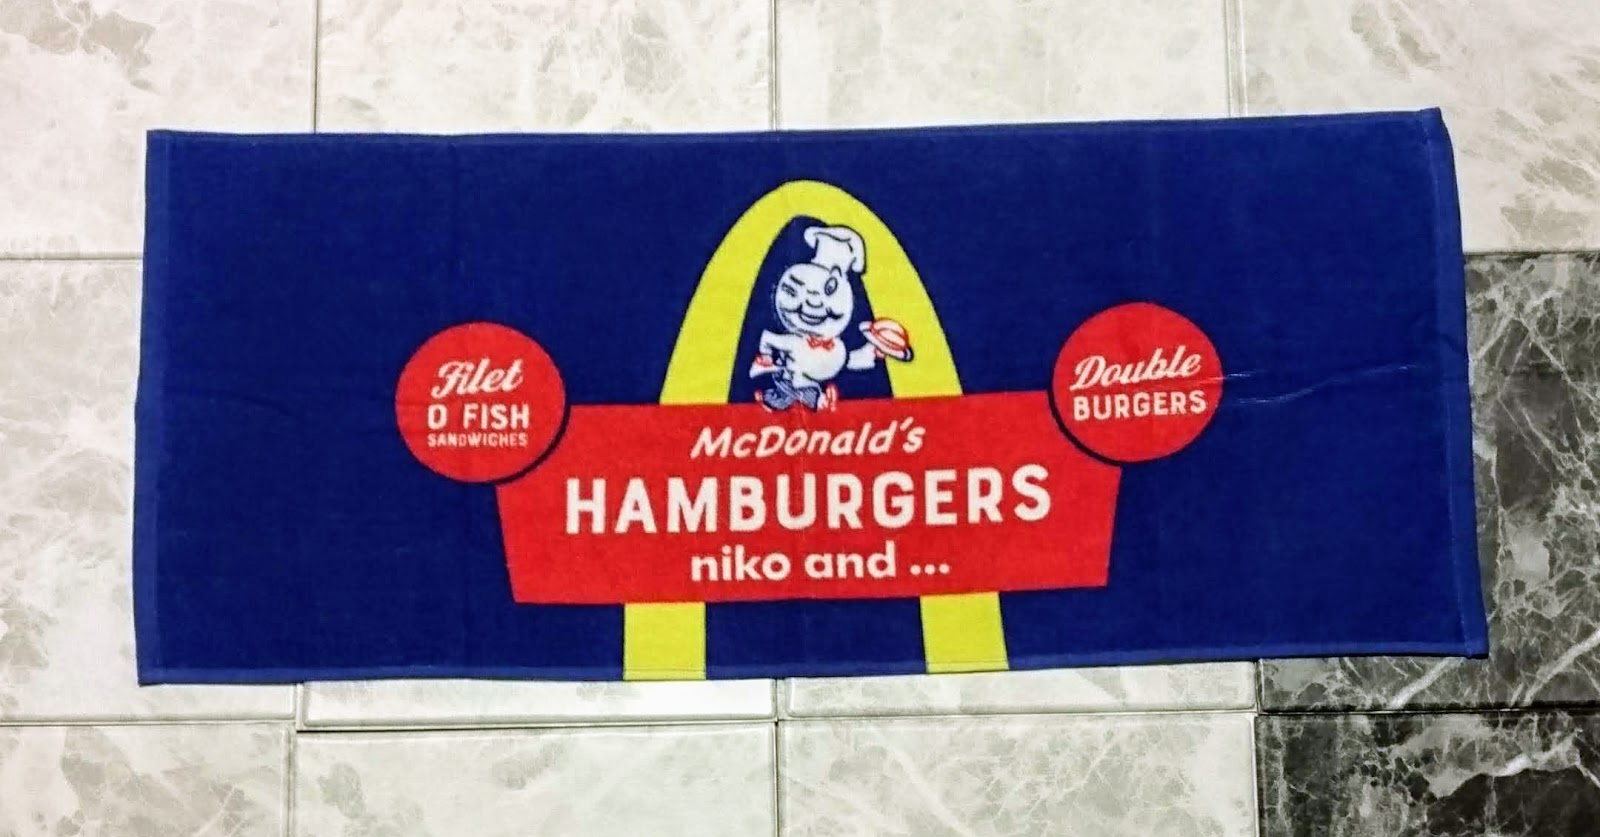 Filet
O FISH
SANDWICHES
Double
BURGERS
McDonald's
HAMBURGERS
niko and ...